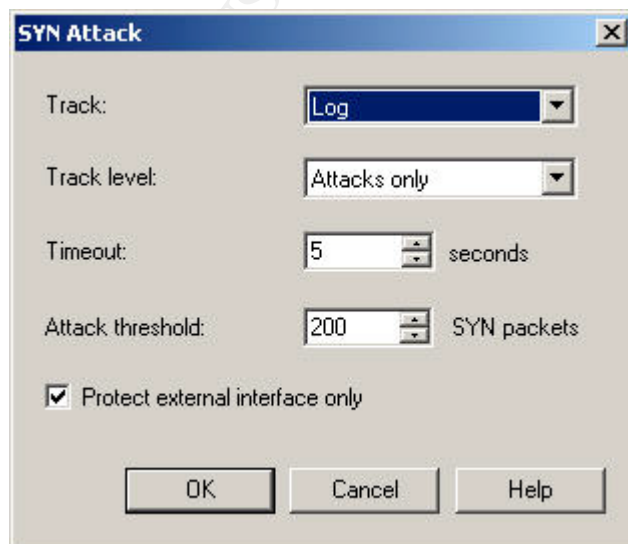 SYN Attack
Track: Log
Track level: Attacks only
Timeout: 5 seconds
Attack threshold: 200 SYN packets
Protect external interface only
OK Cancel Help